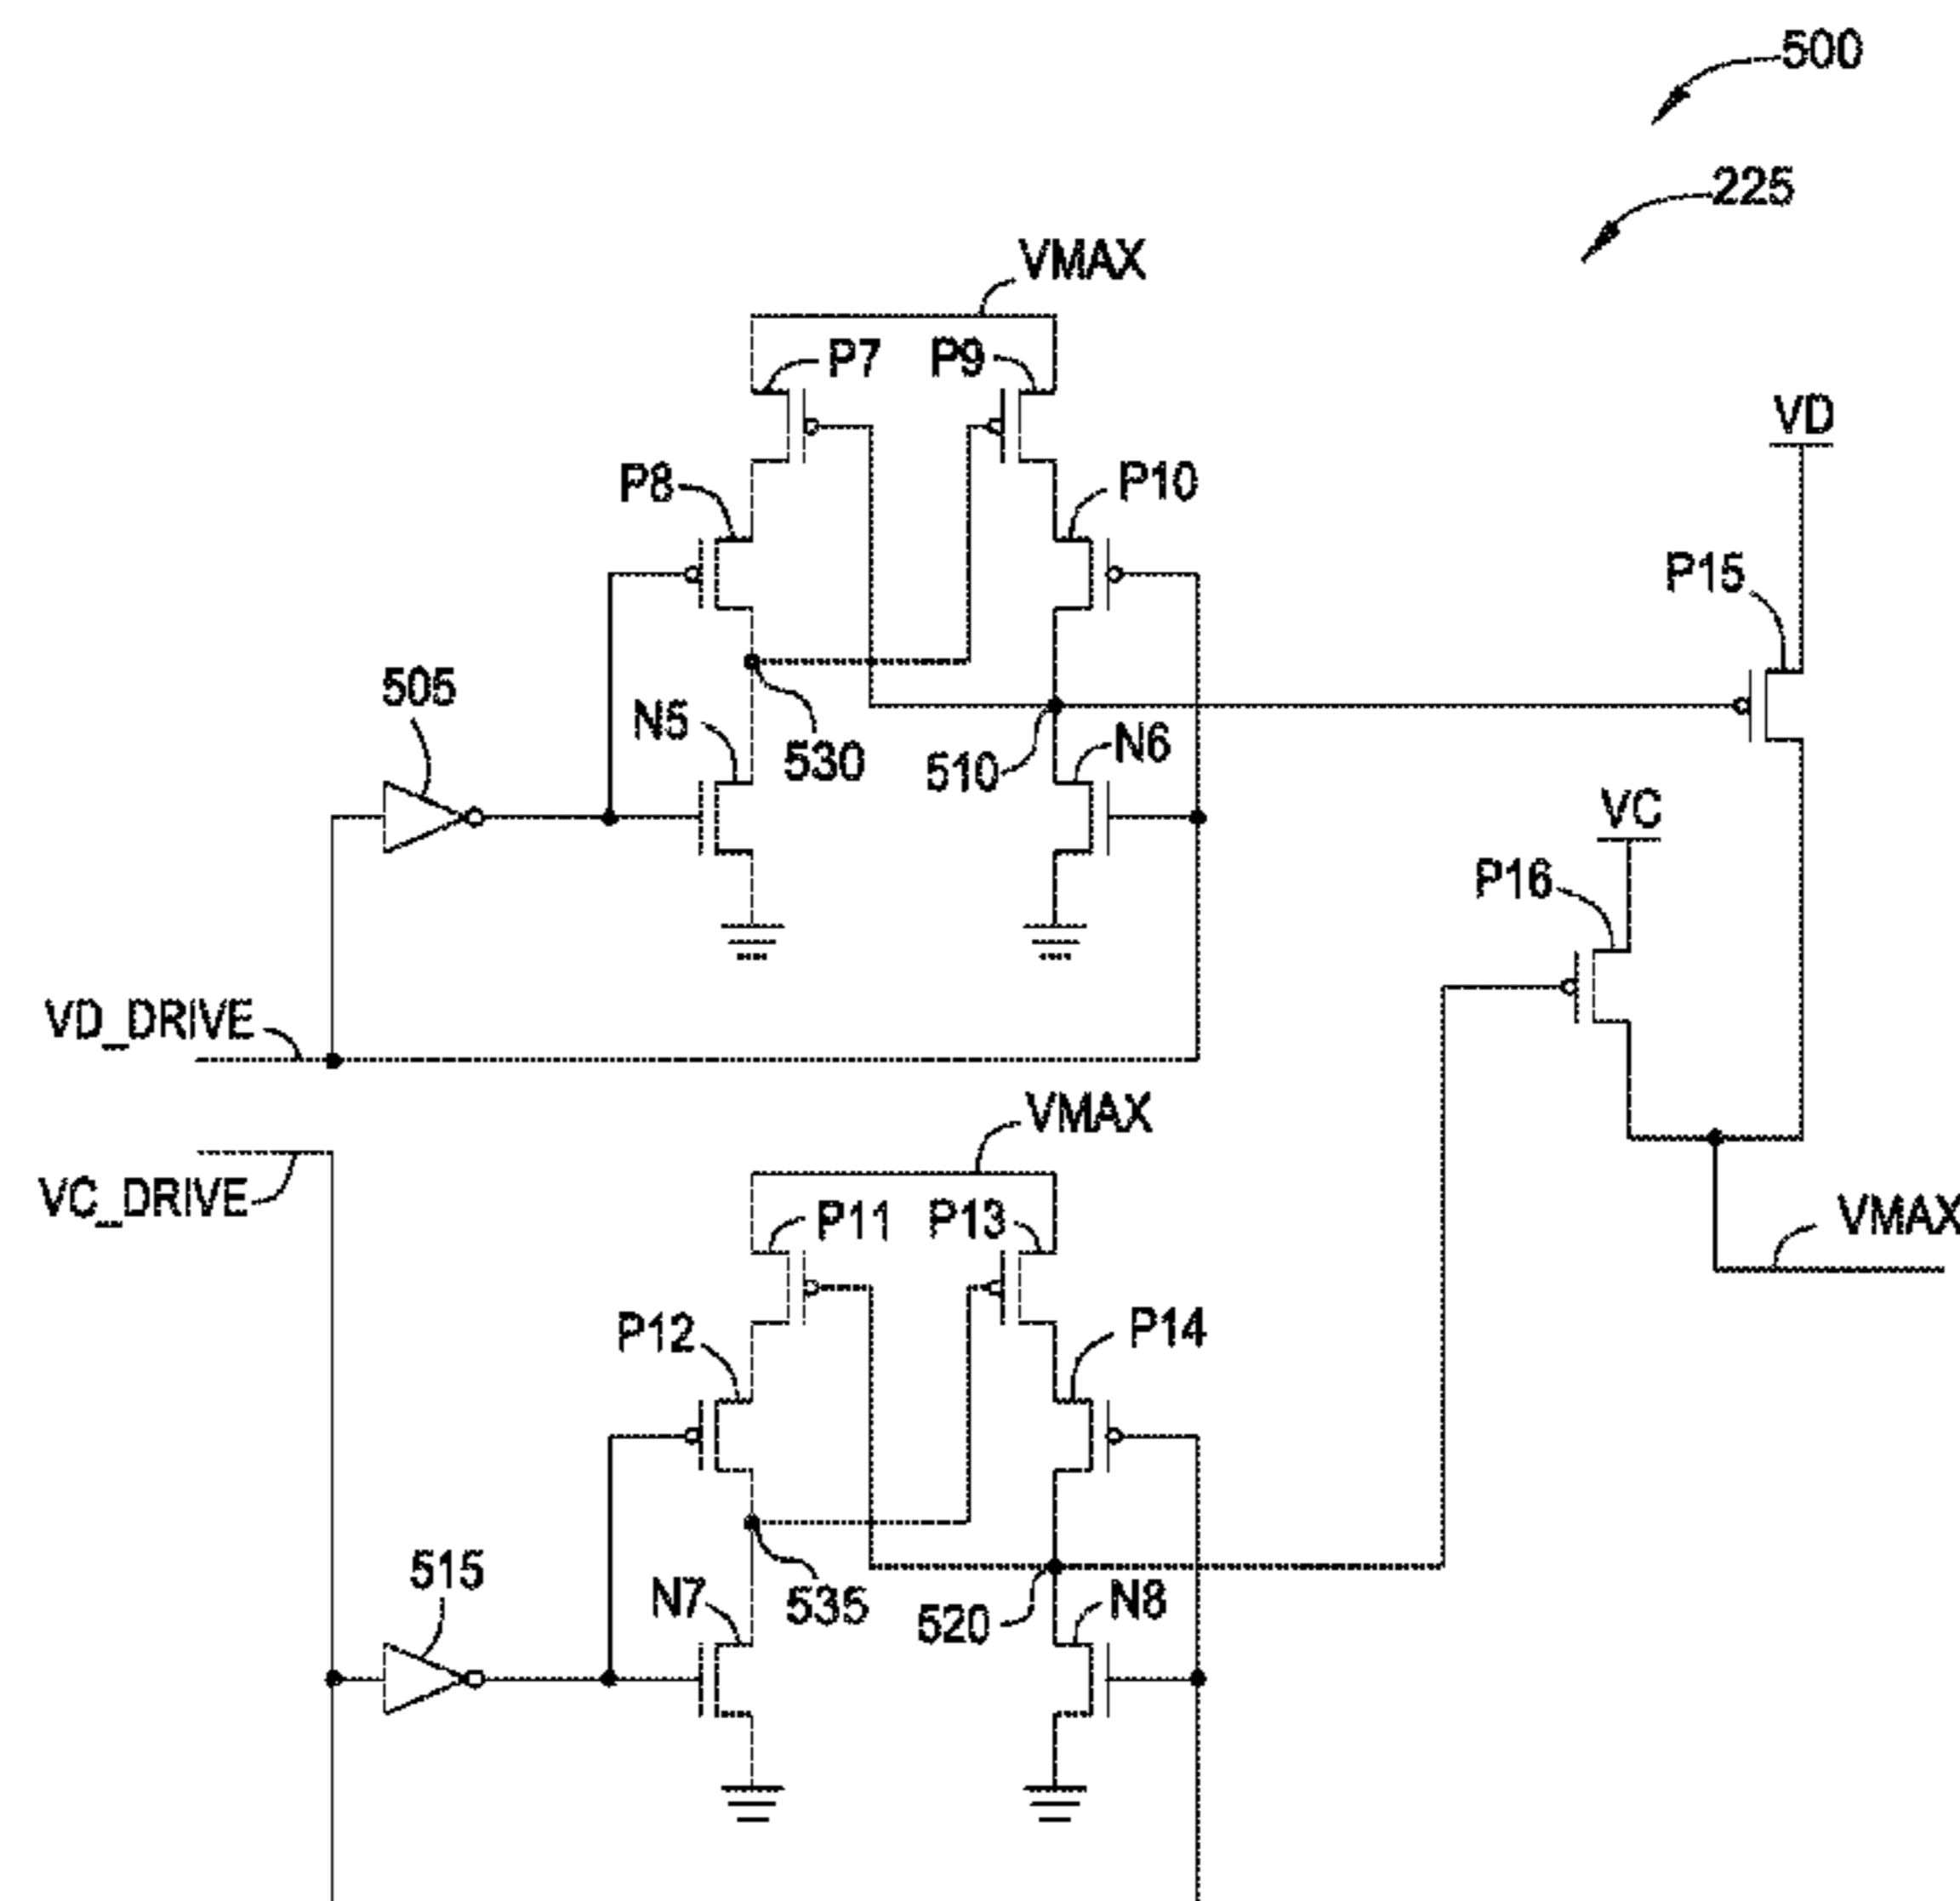 500
225
VMAX
P7
P9
VD
P8
P10
P15
505
N5
530
510
N6
VC
P16
VD_DRIVE
VMAX
VC_DRIVE
P11
P13
VMAX
P12
P14
515
N7
535
520
N8